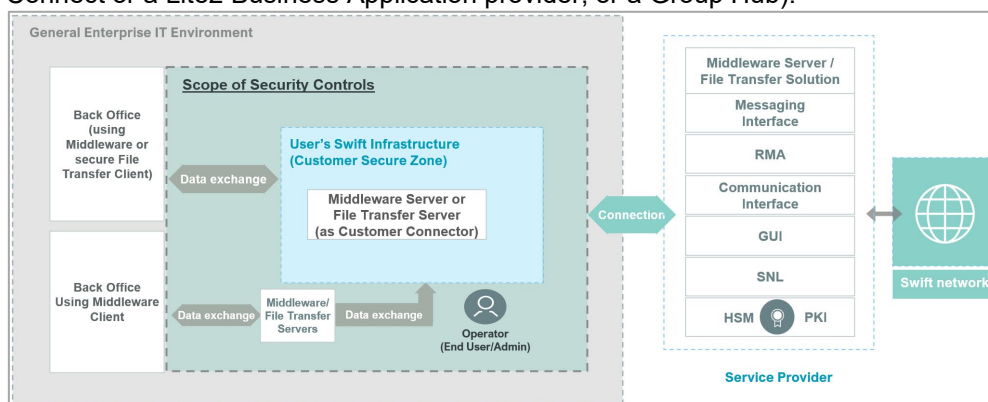 Connect or a Lite2 Business Application provider, or a Group Hub).
General Enterprise IT Environment
Scope of Security Controls
Back Office
(using
Middleware or
secure File
Transfer Client)
Data exchange
User's Swift Infrastructure
(Customer Secure Zone)
Middleware Server or
File Transfer Server
(as Customer Connector)
Back Office
Using Middleware
Client
Data exchange
Middleware/
File Transfer
Servers
Data exchange
Operator
(End User/Admin)
Connection
Middleware Server /
File Transfer Solution
Messaging
Interface
RMA
Communication
Interface
GUI
SNL
HSM
PKI
Service Provider
Swift network